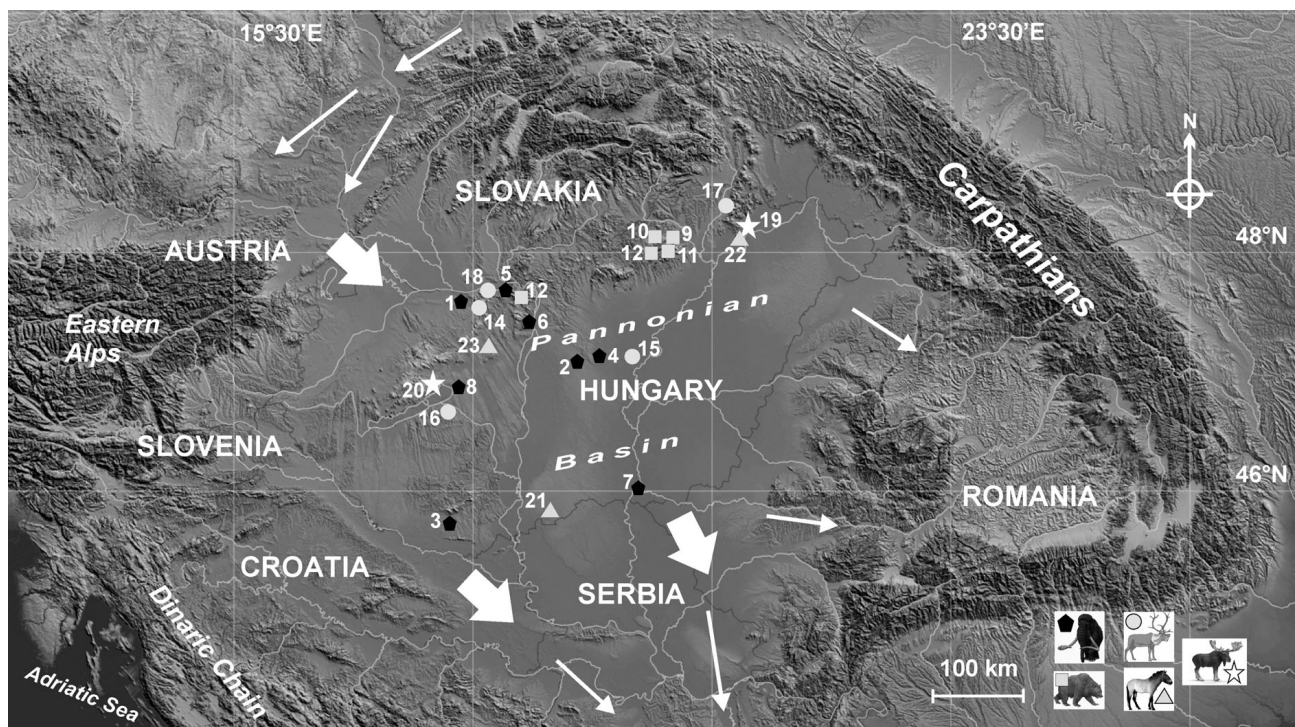 15°30'E
23°30'E
N
SLOVAKIA
Carpathians
17
19
10
9
12
11
22
48°N
AUSTRIA
18
5
12
1
14
6
Eastern
Alps
23
Pannonian
2
4
15
20
8
HUNGARY
16
SLOVENIA
Basin
46°N
7
ROMANIA
21
3
CROATIA
SERBIA
Dinaric Chain
100 km
Adriatic Sea